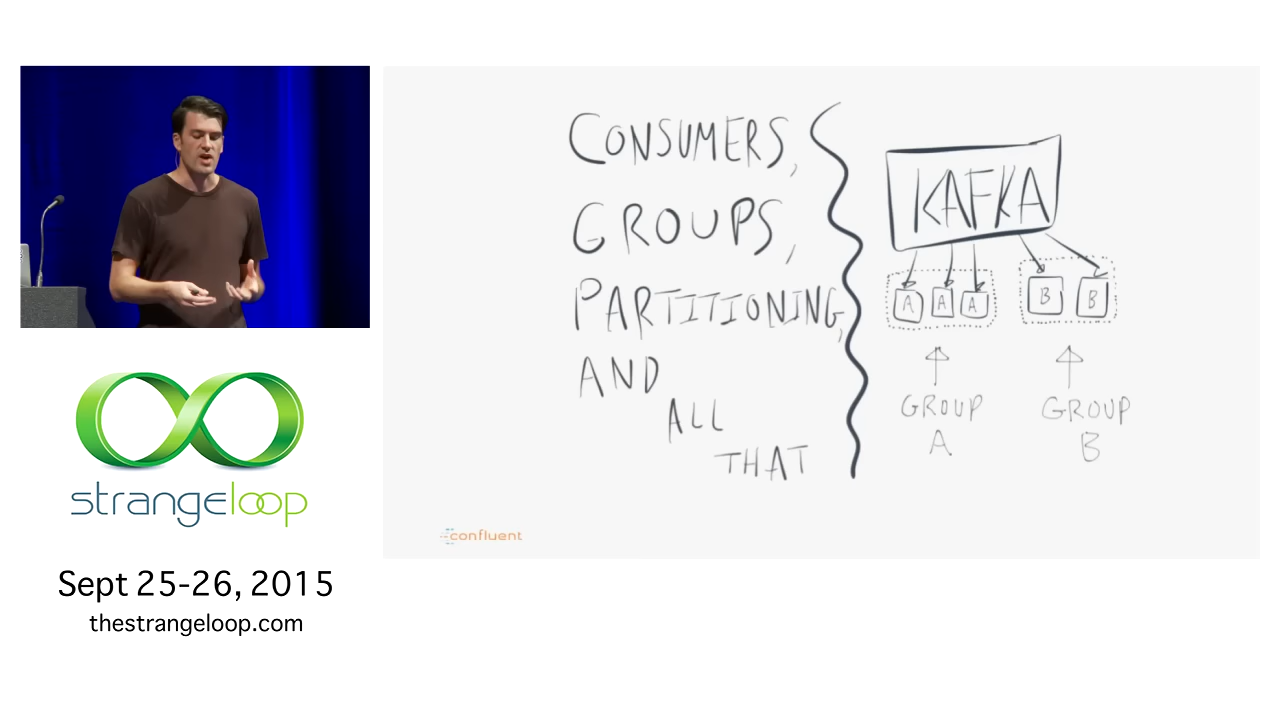 strangeloop
Sept 25-26, 2015
thestrangeloop.com
CONSUMERS,
GROUPS,
PARTITIONING,
AND
ALL
THAT
KAFKA
A A A B B
GROUP
A
GROUP
B
confluent